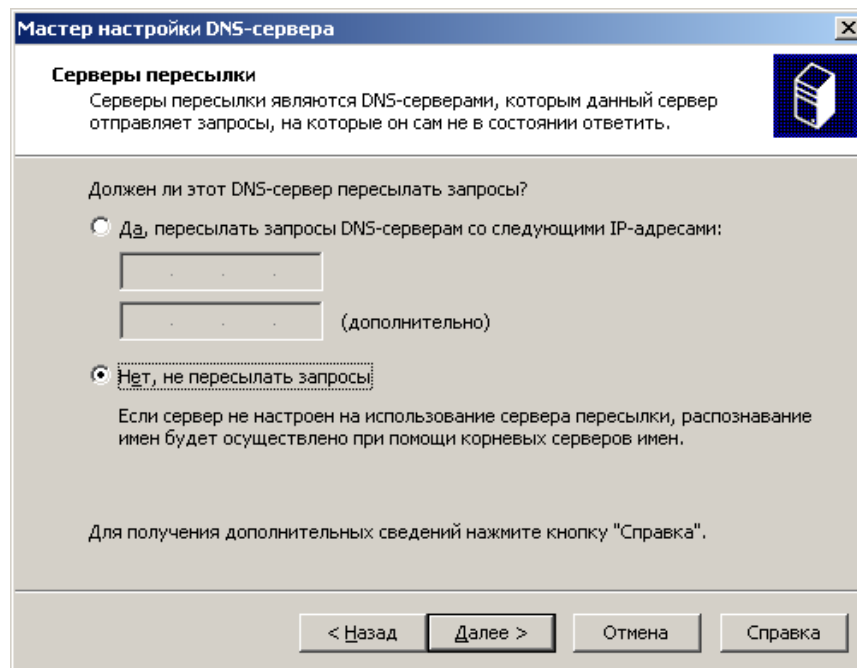 Мастер настройки DNS-сервера
Серверы пересылки
Серверы пересылки являются DNS-серверами, которым данный сервер
отправляет запросы, на которые он сам не в состоянии ответить.
Должен ли этот DNS-сервер пересылать запросы?
Да, пересылать запросы DNS-серверам со следующими IP-адресами:
. . .
. . . (дополнительно)
Нет, не пересылать запросы
Если сервер не настроен на использование сервера пересылки, распознавание
имен будет осуществлено при помощи корневых серверов имен.
Для получения дополнительных сведений нажмите кнопку "Справка".
< Назад Далее > Отмена Справка